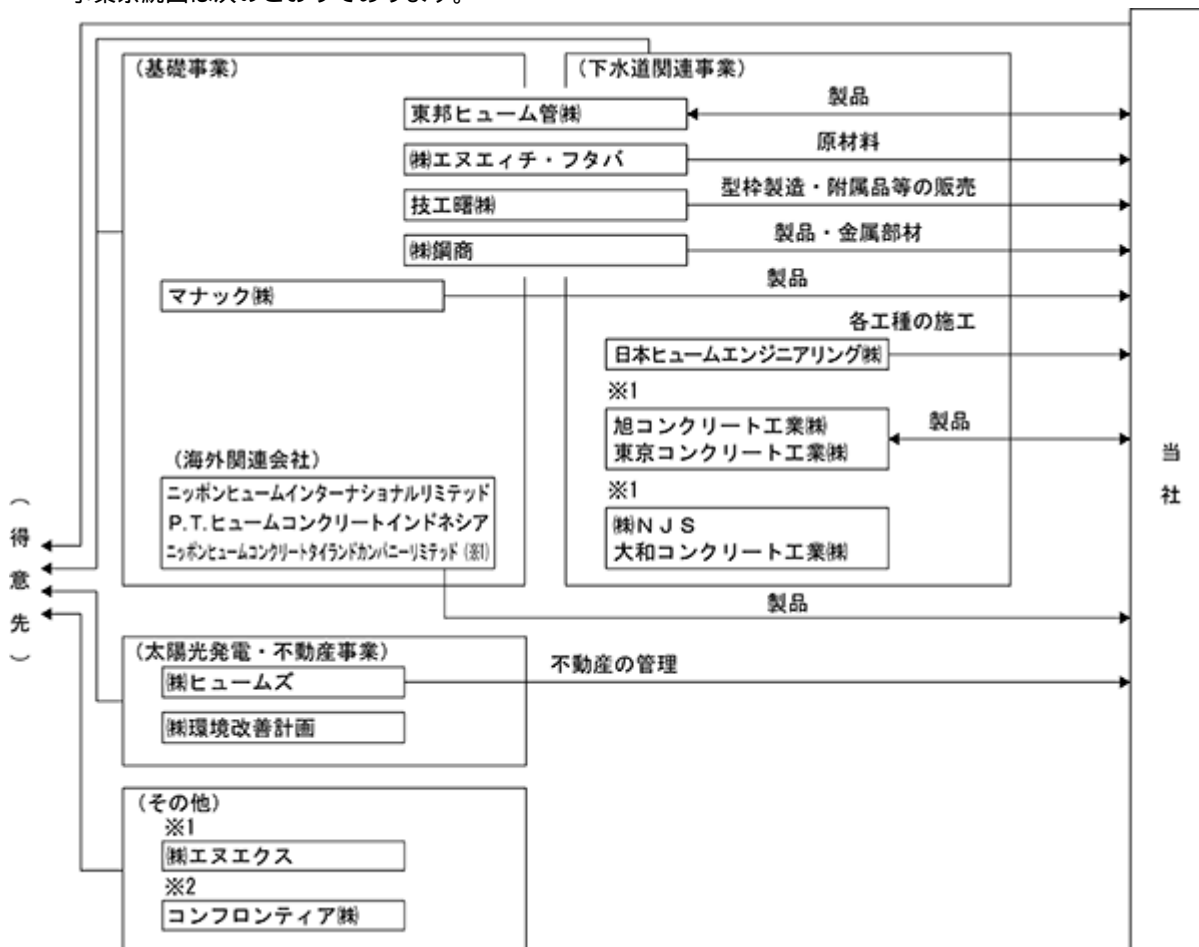 事業系統図は次のとおりであります。
（基礎事業）
（下水道関連事業）
東邦ヒューム管㈱
製品
㈱エヌエィチ・フタバ
原材料
技工曙㈱
型枠製造・附属品等の販売
㈱鋼商
製品・金属部材
マナック㈱
製品
各工種の施工
日本ヒュームエンジニアリング㈱
※1
旭コンクリート工業㈱
東京コンクリート工業㈱
製品
※1
㈱ＮＪＳ
大和コンクリート工業㈱
（海外関連会社）
ニッポンヒュームインターナショナルリミテッド
P.T.ヒュームコンクリートインドネシア
ニッポンヒュームコンクリートタイランドカンパニーリミテッド（※1）
製品
当社
（得意先）
（太陽光発電・不動産事業）
㈱ヒュームズ
不動産の管理
㈱環境改善計画
（その他）
※1
㈱エヌエクス
※2
コンフロンティア㈱